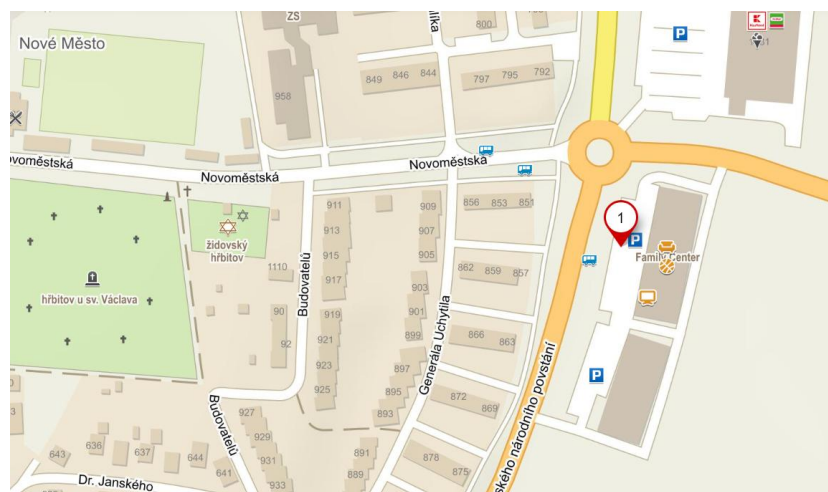 ZŠ
líka
800
P
Kaufland
Nové Město
849
846
844
797
795
792
958
Novoměstská
ovoměstská
Novoměstská
911
909
856
853
851
1
913
907
židovský
hřbitov
915
905
P
Family Center
1110
862
859
857
917
903
hřbitov u sv. Václava
Budovatelů
90
919
901
Generála Uchytila
92
921
899
866
863
923
897
P
925
895
872
869
ského národního povstání
Budovatelů
927
893
929
636
637
644
643
931
891
878
641
889
875
933
Dr. Janského